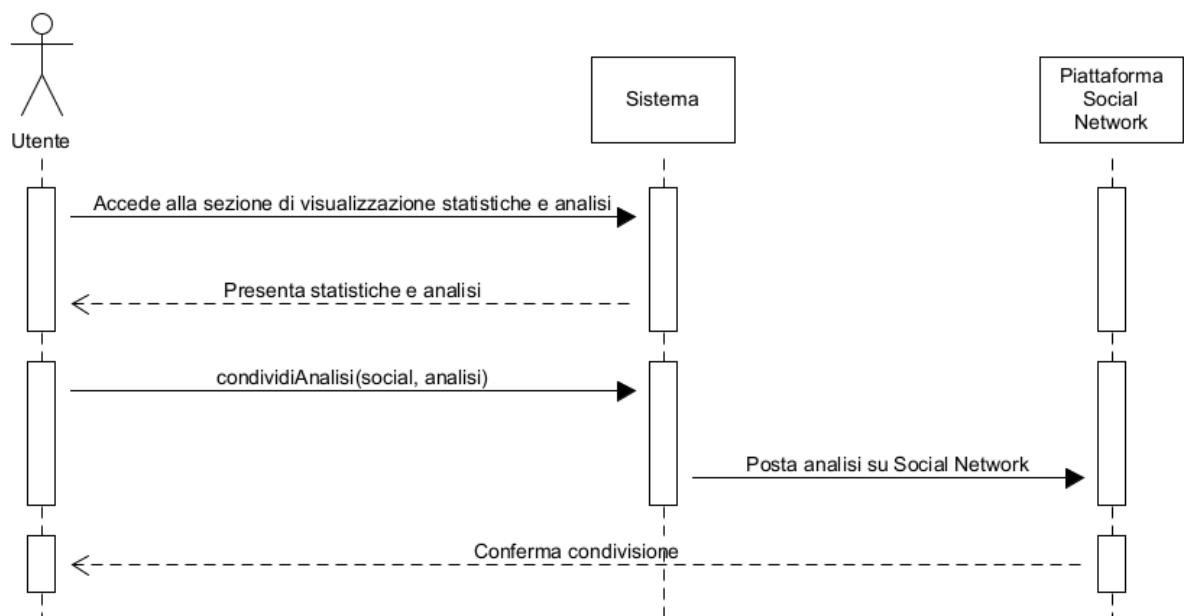 Utente
Sistema
Piattaforma
Social
Network
Accede alla sezione di visualizzazione statistiche e analisi
Presenta statistiche e analisi
condividiAnalisi(social, analisi)
Posta analisi su Social Network
Conferma condivisione